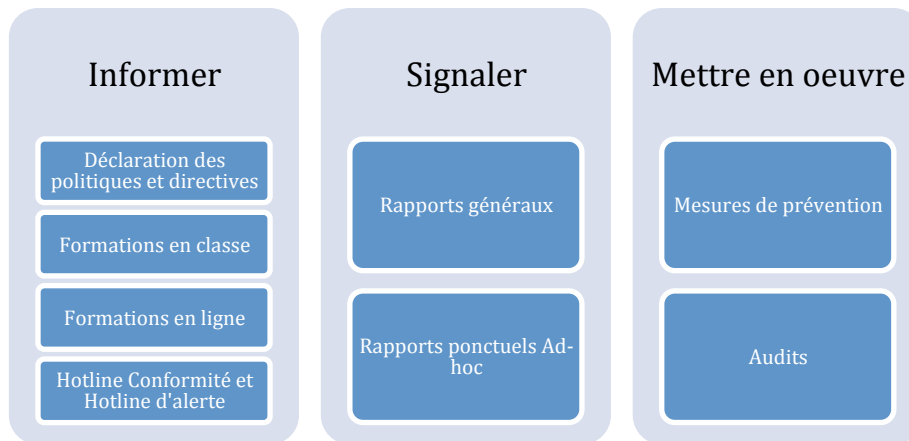 Informer
Déclaration des
politiques et directives
Formations en classe
Formations en ligne
Hotline Conformité et
Hotline d'alerte
Signaler
Rapports généraux
Rapports ponctuels Ad-
hoc
Mettre en oeuvre
Mesures de prévention
Audits